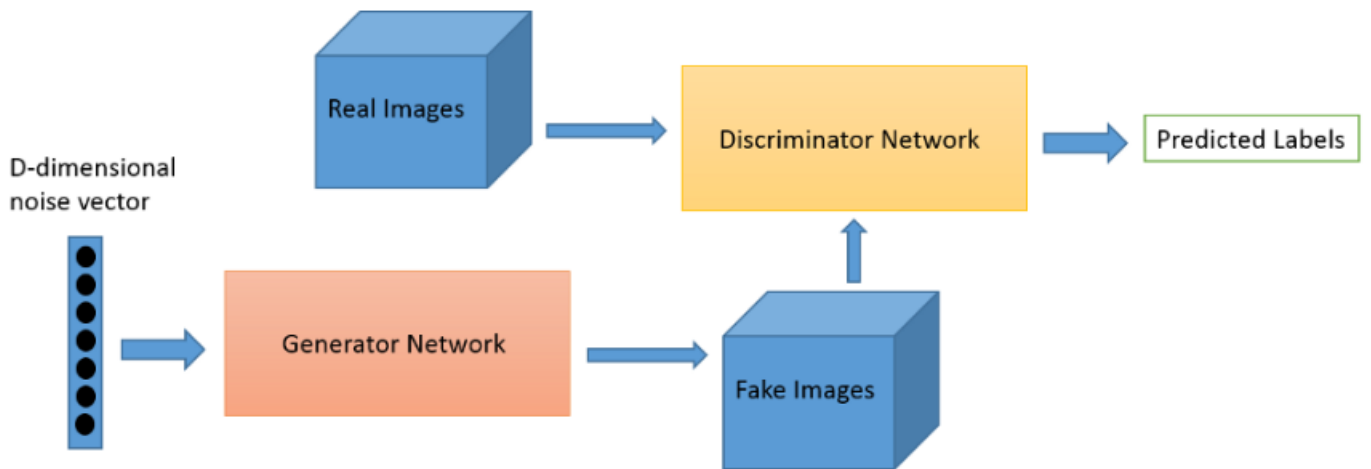 Real Images
Discriminator Network
Predicted Labels
D-dimensional
noise vector
Generator Network
Fake Images